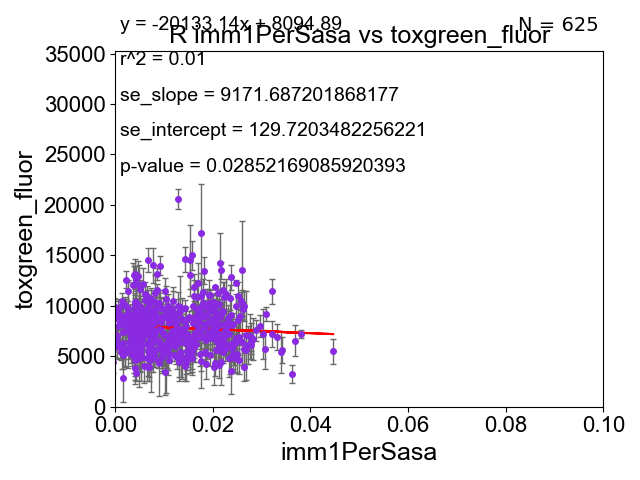 y = -20133.14x + 8094.89
N = 625
R imm1PerSasa vs toxgreen_fluor
r^2 = 0.01
se_slope = 9171.687201868177
se_intercept = 129.7203482256221
p-value = 0.02852169085920393
toxgreen_fluor
35000
30000
25000
20000
15000
10000
5000
0
0.00 0.02 0.04 0.06 0.08 0.10
imm1PerSasa